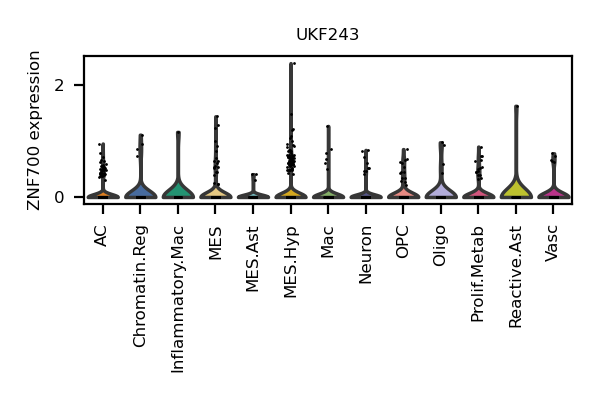 UKF243
ZNF700 expression
2
0
AC
Chromatin.Reg
Inflammatory.Mac
MES
MES.Ast
MES.Hyp
Mac
Neuron
OPC
Oligo
Prolif.Metab
Reactive.Ast
Vasc